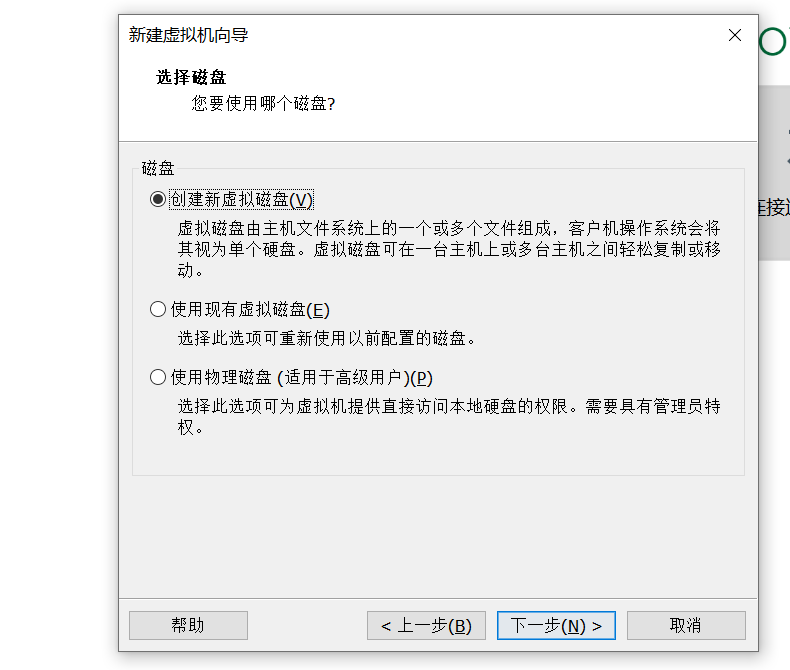 新建虚拟机向导
选择磁盘
您要使用哪个磁盘?
磁盘
创建新虚拟磁盘(V)
虚拟磁盘由主机文件系统上的一个或多个文件组成，客户机操作系统会将
其视为单个硬盘。虚拟磁盘可在一台主机上或多台主机之间轻松复制或移
动。
使用现有虚拟磁盘(E)
选择此选项可重新使用以前配置的磁盘。
使用物理磁盘 (适用于高级用户)(P)
选择此选项可为虚拟机提供直接访问本地硬盘的权限。需要具有管理员特
权。
帮助
< 上一步(B)
下一步(N) >
取消